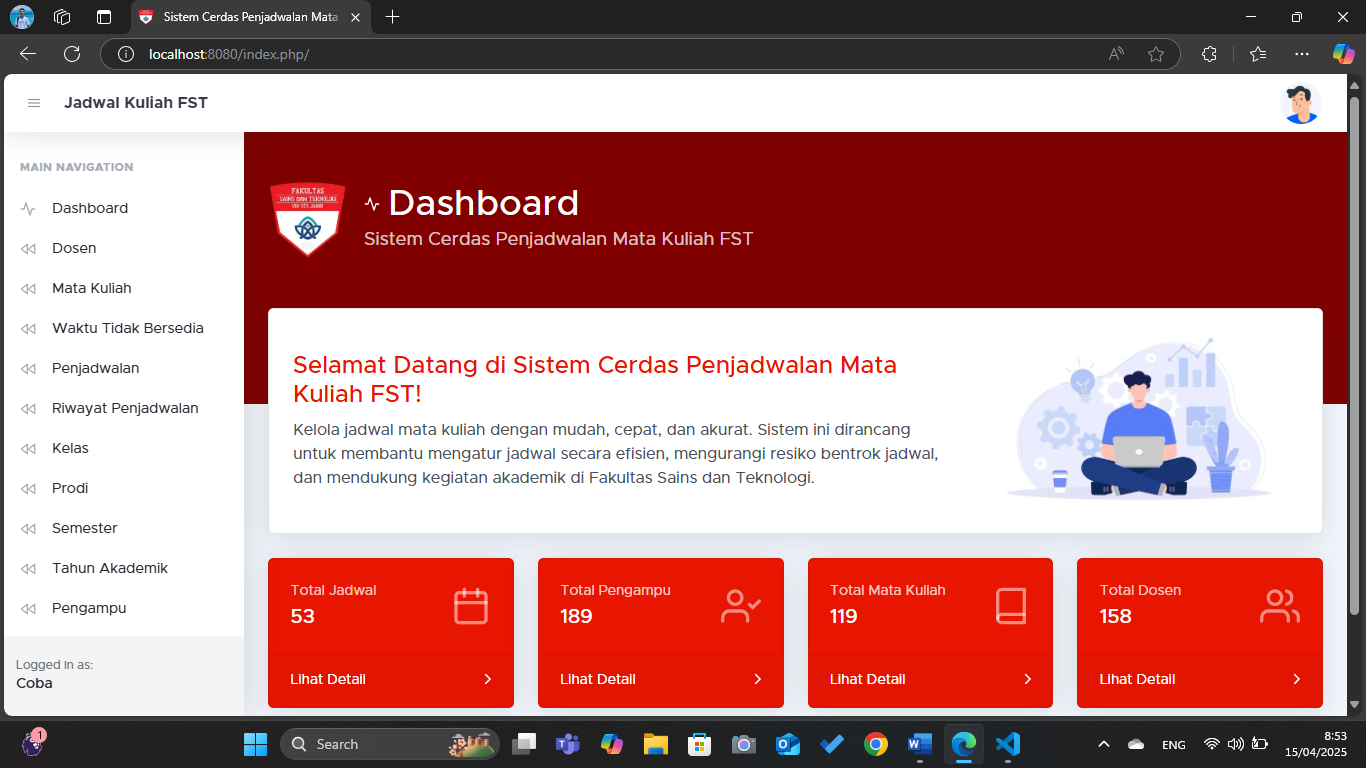 Sistem Cerdas Penjadwalan Mata
localhost:8080/index.php/
Jadwal Kuliah FST
MAIN NAVIGATION
Dashboard
Dosen
Mata Kuliah
Waktu Tidak Bersedia
Penjadwalan
Riwayat Penjadwalan
Kelas
Prodi
Semester
Tahun Akademik
Pengampu
Logged in as:
Coba
FAKULTAS
SAINS DAN TEKNOLOGI
UIN STS JAMBI
Dashboard
Sistem Cerdas Penjadwalan Mata Kuliah FST
Selamat Datang di Sistem Cerdas Penjadwalan Mata
Kuliah FST!
Kelola jadwal mata kuliah dengan mudah, cepat, dan akurat. Sistem ini dirancang
untuk membantu mengatur jadwal secara efisien, mengurangi resiko bentrok jadwal,
dan mendukung kegiatan akademik di Fakultas Sains dan Teknologi.
Total Jadwal
53
Lihat Detail
Total Pengampu
189
Lihat Detail
Total Mata Kuliah
119
Lihat Detail
Total Dosen
158
Lihat Detail
1
Search
ENG
8:53
15/04/2025